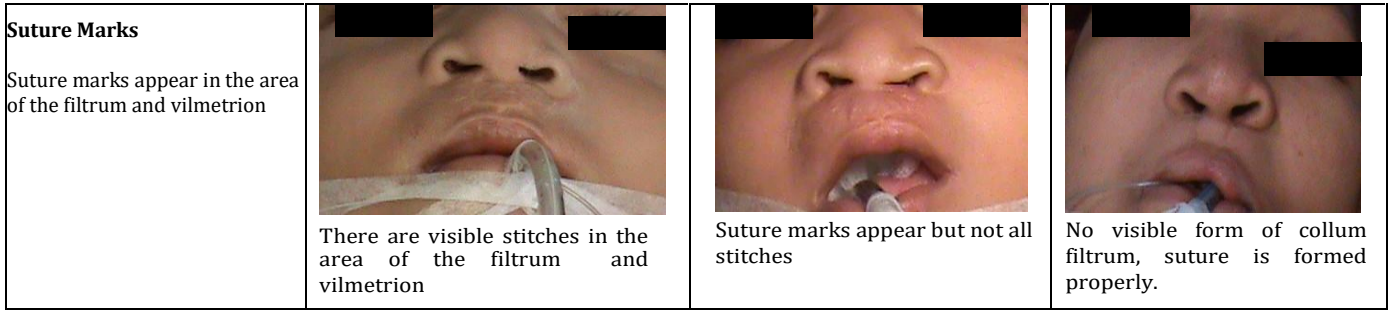 Suture Marks
Suture marks appear in the area
of the filtrum and vilmetrion
There are visible stitches in the
area of the filtrum and
vilmetrion
Suture marks appear but not all
stitches
No visible form of collum
filtrum, suture is formed
properly.